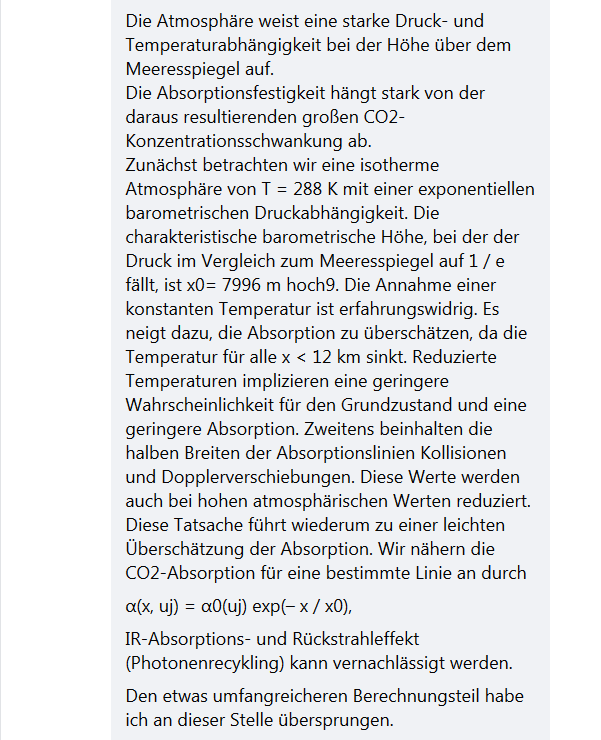 Die Atmosphäre weist eine starke Druck- und
Temperaturabhängigkeit bei der Höhe über dem
Meeresspiegel auf.
Die Absorptionsfestigkeit hängt stark von der
daraus resultierenden großen CO2-
Konzentrationsschwankung ab.
Zunächst betrachten wir eine isotherme
Atmosphäre von T = 288 K mit einer exponentiellen
barometrischen Druckabhängigkeit. Die
charakteristische barometrische Höhe, bei der der
Druck im Vergleich zum Meeresspiegel auf 1 / e
fällt, ist x0= 7996 m hoch9. Die Annahme einer
konstanten Temperatur ist erfahrungswidrig. Es
neigt dazu, die Absorption zu überschätzen, da die
Temperatur für alle x < 12 km sinkt. Reduzierte
Temperaturen implizieren eine geringere
Wahrscheinlichkeit für den Grundzustand und eine
geringere Absorption. Zweitens beinhalten die
halben Breiten der Absorptionslinien Kollisionen
und Dopplerverschiebungen. Diese Werte werden
auch bei hohen atmosphärischen Werten reduziert.
Diese Tatsache führt wiederum zu einer leichten
Überschätzung der Absorption. Wir nähern die
CO2-Absorption für eine bestimmte Linie an durch
α(x, uj) = α0(uj) exp(– x / x0),
IR-Absorptions- und Rückstrahleffekt
(Photonenrecykling) kann vernachlässigt werden.
Den etwas umfangreicheren Berechnungsteil habe
ich an dieser Stelle übersprungen.